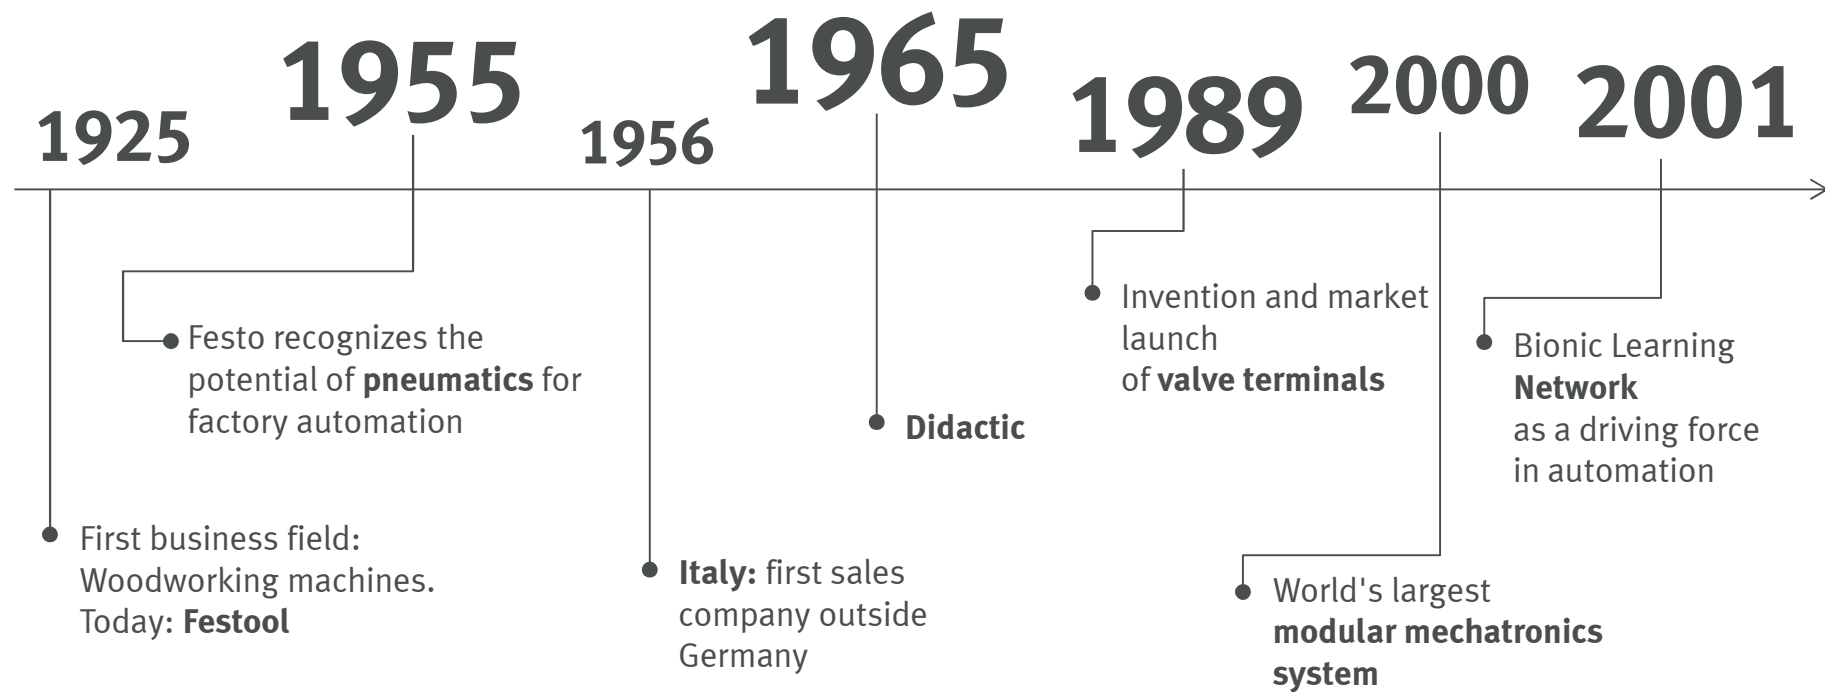 1925
1955
1956
1965
1989
2000
2001
Festo recognizes the
potential of pneumatics for
factory automation
First business field:
Woodworking machines.
Today: Festool
Italy: first sales
company outside
Germany
Didactic
Invention and market
launch
of valve terminals
World's largest
modular mechatronics
system
Bionic Learning
Network
as a driving force
in automation